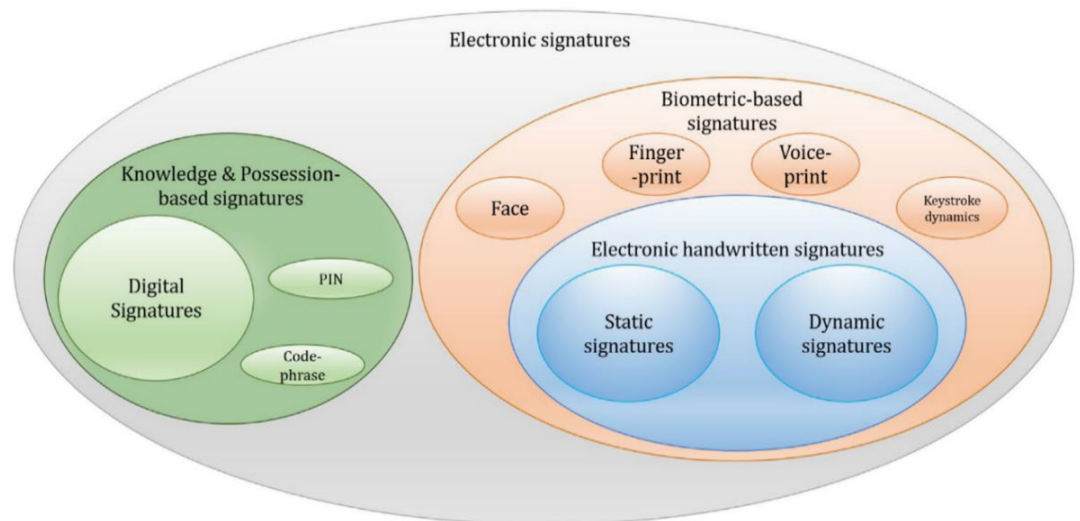 Electronic signatures
Knowledge & Possession-
based signatures
Digital
Signatures
PIN
Code-
phrase
Biometric-based
signatures
Face
Finger
-print
Voice-
print
Keystroke
dynamics
Electronic handwritten signatures
Static
signatures
Dynamic
signatures